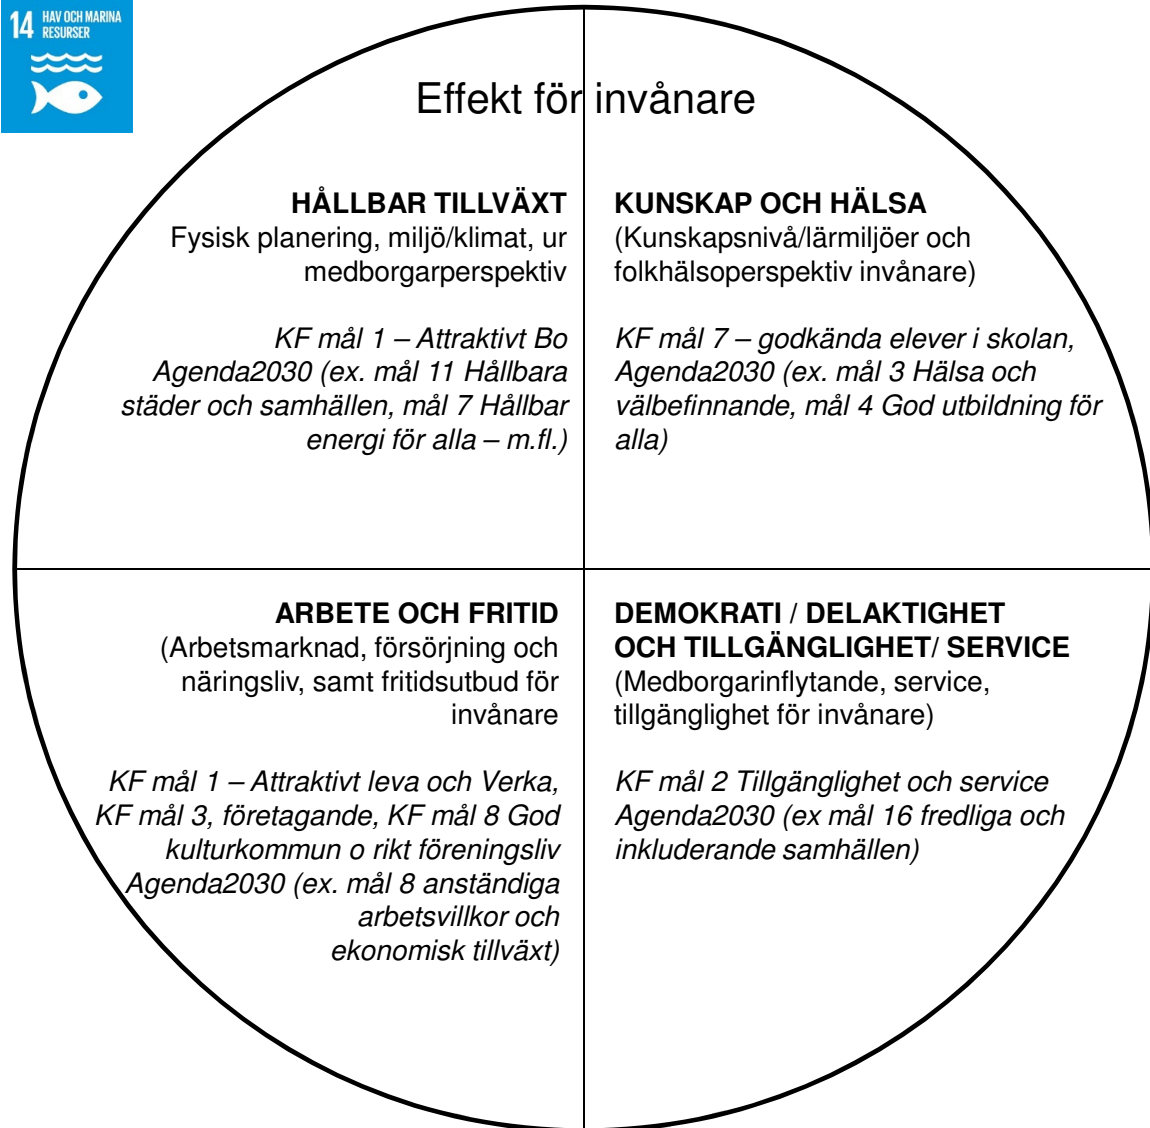 14 HAV OCH MARINA
RESURSER
Effekt för invånare
HÅLLBAR TILLVÄXT
Fysisk planering, miljö/klimat, ur
medborgarperspektiv
KF mål 1 – Attraktivt Bo
Agenda2030 (ex. mål 11 Hållbara
städer och samhällen, mål 7 Hållbar
energi för alla – m.fl.)
KUNSKAP OCH HÄLSA
(Kunskapsnivå/lärmiljöer och
folkhälsoperspektiv invånare)
KF mål 7 – godkända elever i skolan,
Agenda2030 (ex. mål 3 Hälsa och
välbefinnande, mål 4 God utbildning för
alla)
ARBETE OCH FRITID
(Arbetsmarknad, försörjning och
näringsliv, samt fritidsutbud för
invånare
KF mål 1 – Attraktivt leva och Verka,
KF mål 3, företagande, KF mål 8 God
kulturkommun o rikt föreningsliv
Agenda2030 (ex. mål 8 anständiga
arbetsvillkor och
ekonomisk tillväxt)
DEMOKRATI / DELAKTIGHET
OCH TILLGÄNGLIGHET/ SERVICE
(Medborgarinflytande, service,
tillgänglighet för invånare)
KF mål 2 Tillgänglighet och service
Agenda2030 (ex mål 16 fredliga och
inkluderande samhällen)